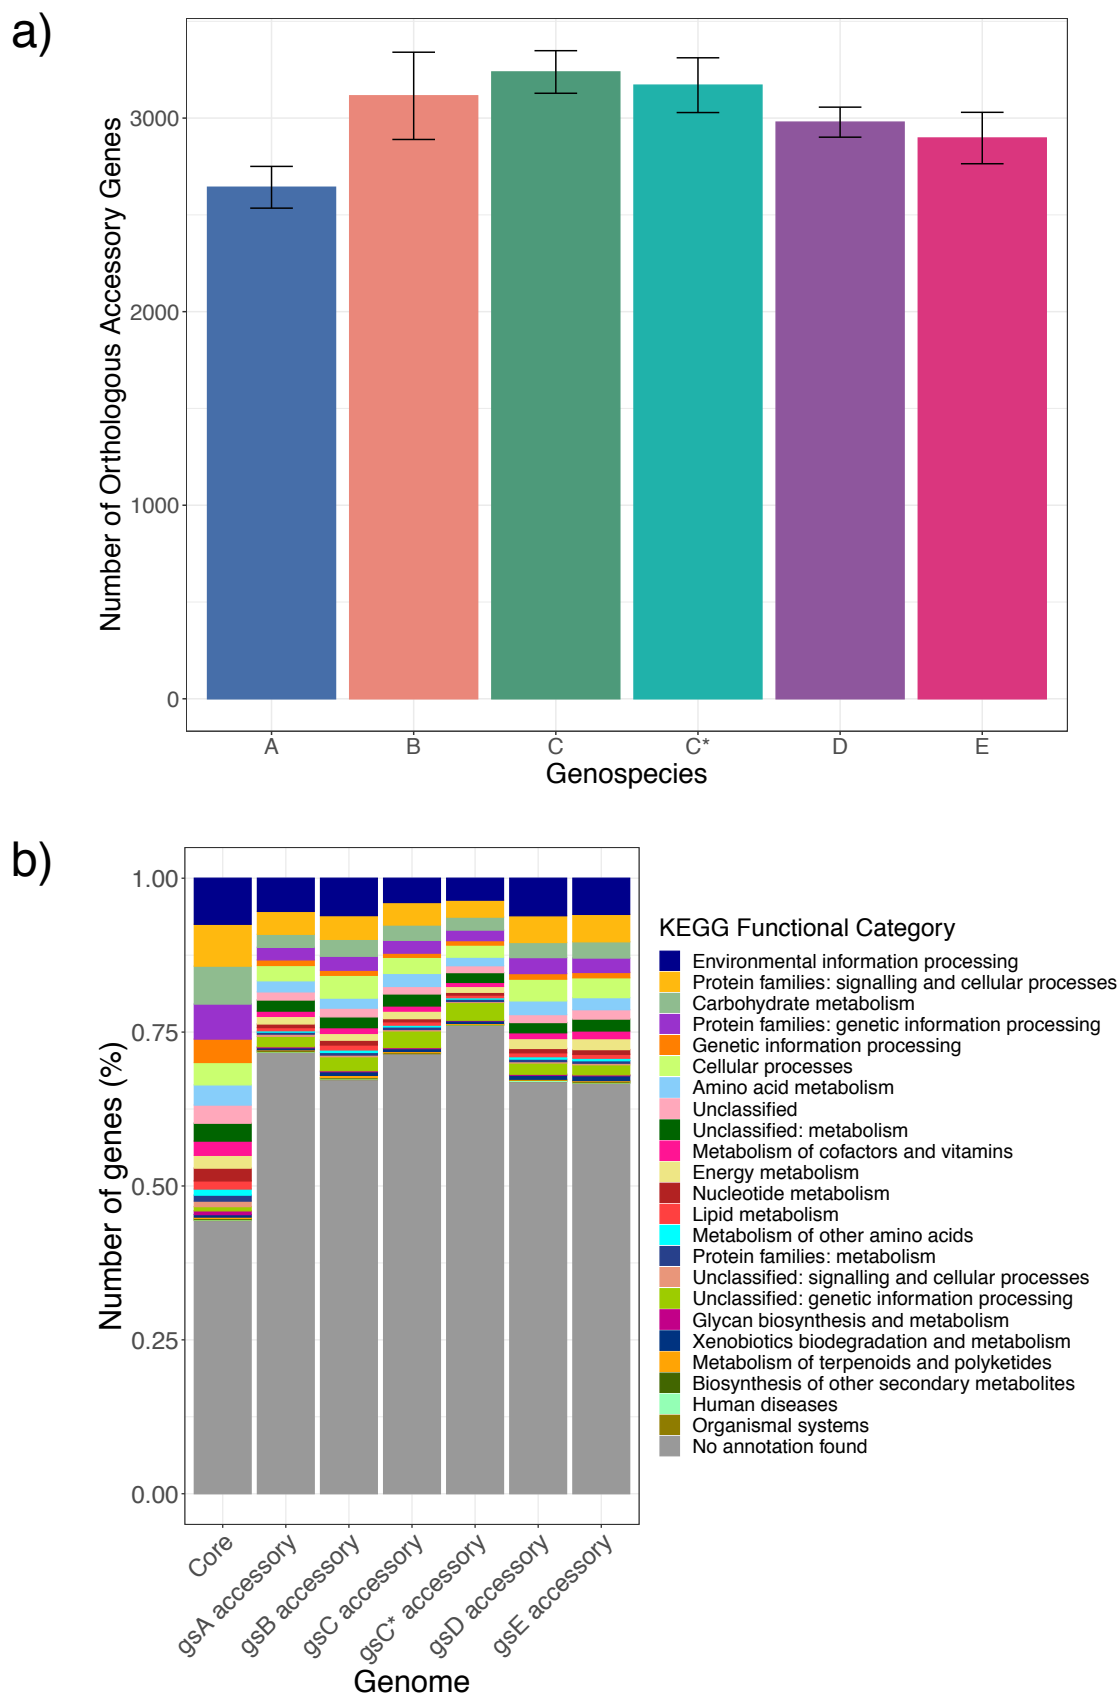 a)
Number of Orthologous Accessory Genes
3000
2000
1000
0
A B C C* D E
Genospecies
b)
Number of genes (%)
1.00
0.75
0.50
0.25
0.00
Core
gsA accessory
gsB accessory
gsC accessory
gsC* accessory
gsD accessory
gsE accessory
Genome
KEGG Functional Category
Environmental information processing
Protein families: signalling and cellular processes
Carbohydrate metabolism
Protein families: genetic information processing
Genetic information processing
Cellular processes
Amino acid metabolism
Unclassified
Unclassified: metabolism
Metabolism of cofactors and vitamins
Energy metabolism
Nucleotide metabolism
Lipid metabolism
Metabolism of other amino acids
Protein families: metabolism
Unclassified: signalling and cellular processes
Unclassified: genetic information processing
Glycan biosynthesis and metabolism
Xenobiotics biodegradation and metabolism
Metabolism of terpenoids and polyketides
Biosynthesis of other secondary metabolites
Human diseases
Organismal systems
No annotation found